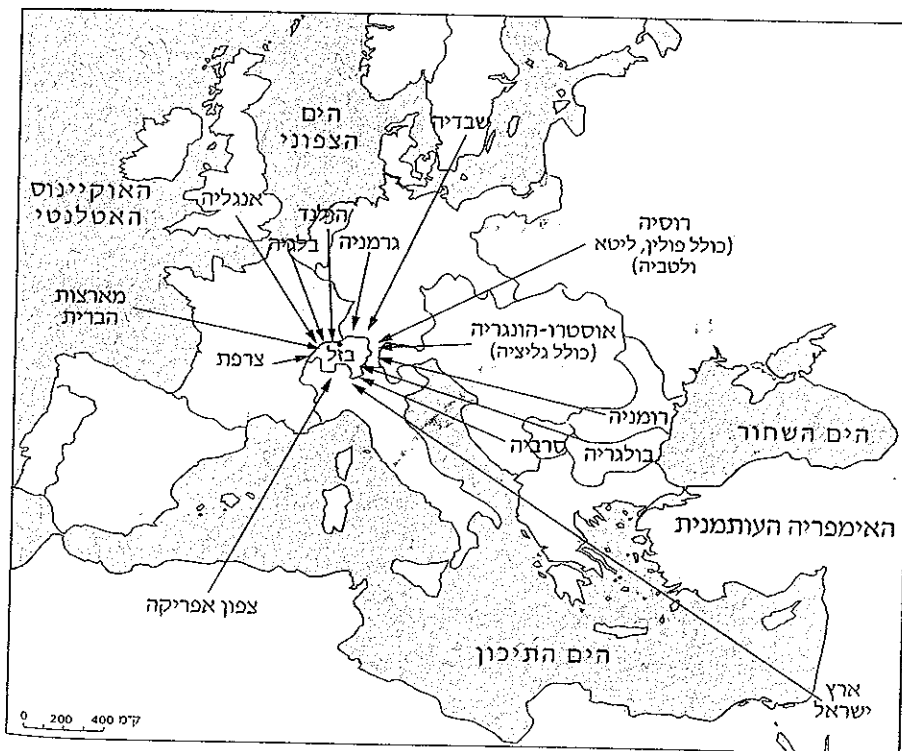 הים
הצפוני
שבדיה
האוקיינוס
האטלנטי
אנגליה
הולנד
בלגיה
גרמניה
רוסיה
(כולל פולין, ליטא
ולטביה)
מארצות
הברית
צרפת
בזל
אוסטרו-הונגריה
(כולל גליציה)
רומניה
הים השחור
סרביה
בולגריה
האימפריה העותמנית
צפון אפריקה
הים התיכון
ארץ
ישראל
0 200 400 ק"מ